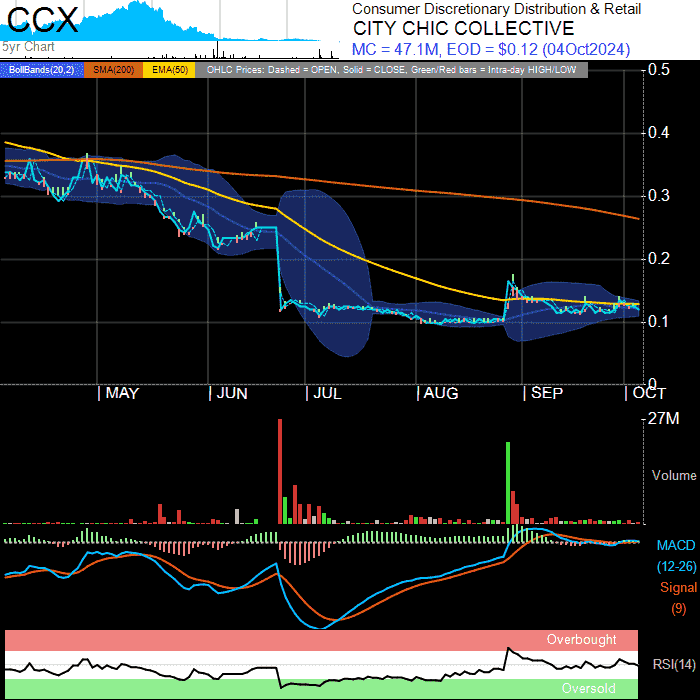 CCX
5yr Chart
Consumer Discretionary Distribution & Retail
CITY CHIC COLLECTIVE
MC = 47.1M, EOD = $0.12 (04Oct2024)
BollBands(20,2) SMA(200) EMA(50) OHLC Prices: Dashed = OPEN, Solid = CLOSE, Green/Red bars = Intra-day HIGH/LOW
0.5
0.4
0.3
0.2
0.1
0
MAY JUN JUL AUG SEP OCT
27M
Volume
MACD
(12-26)
Signal
(9)
Overbought
RSI(14)
Oversold